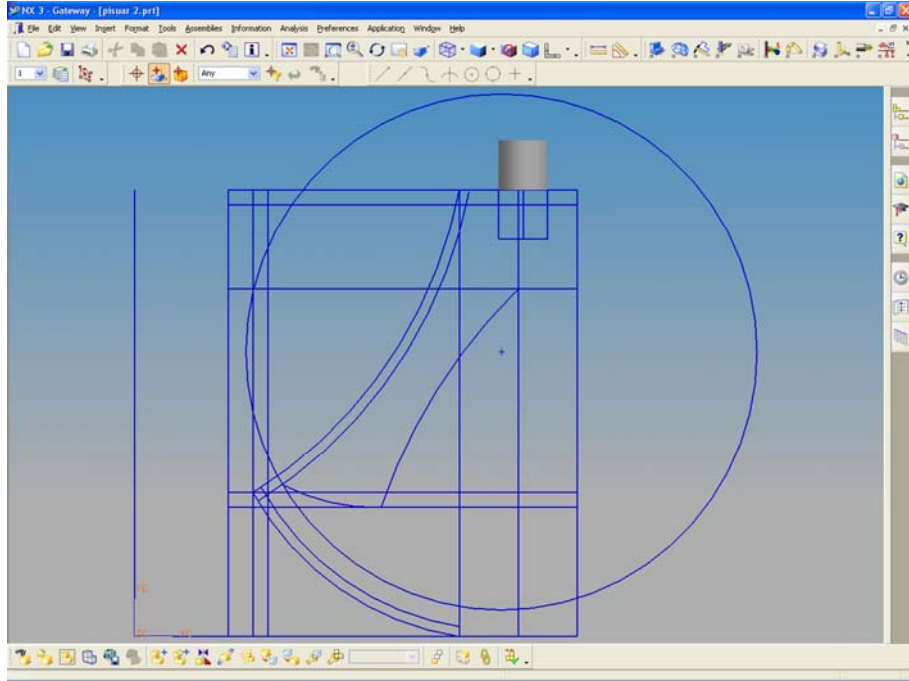 NX 3 - Gateway - [pisuar 2.prt]
File Edit View Insert Format Tools Assemblies Information Analysis Preferences Application Window Help
1 Any